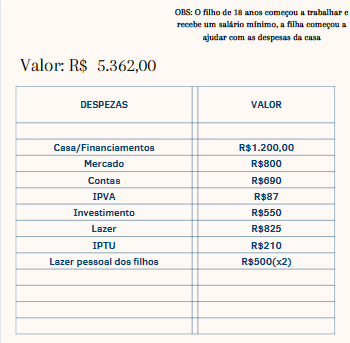 OBS: O filho de 18 anos começou a trabalhar e
recebe um salário mínimo, a filha começou a
ajudar com as despesas da casa
Valor: R$ 5.362,00
DESPEZAS VALOR
Casa/Financiamentos R$1.200,00
Mercado R$800
Contas R$690
IPVA R$87
Investimento R$550
Lazer R$825
IPTU R$210
Lazer pessoal dos filhos R$500(x2)